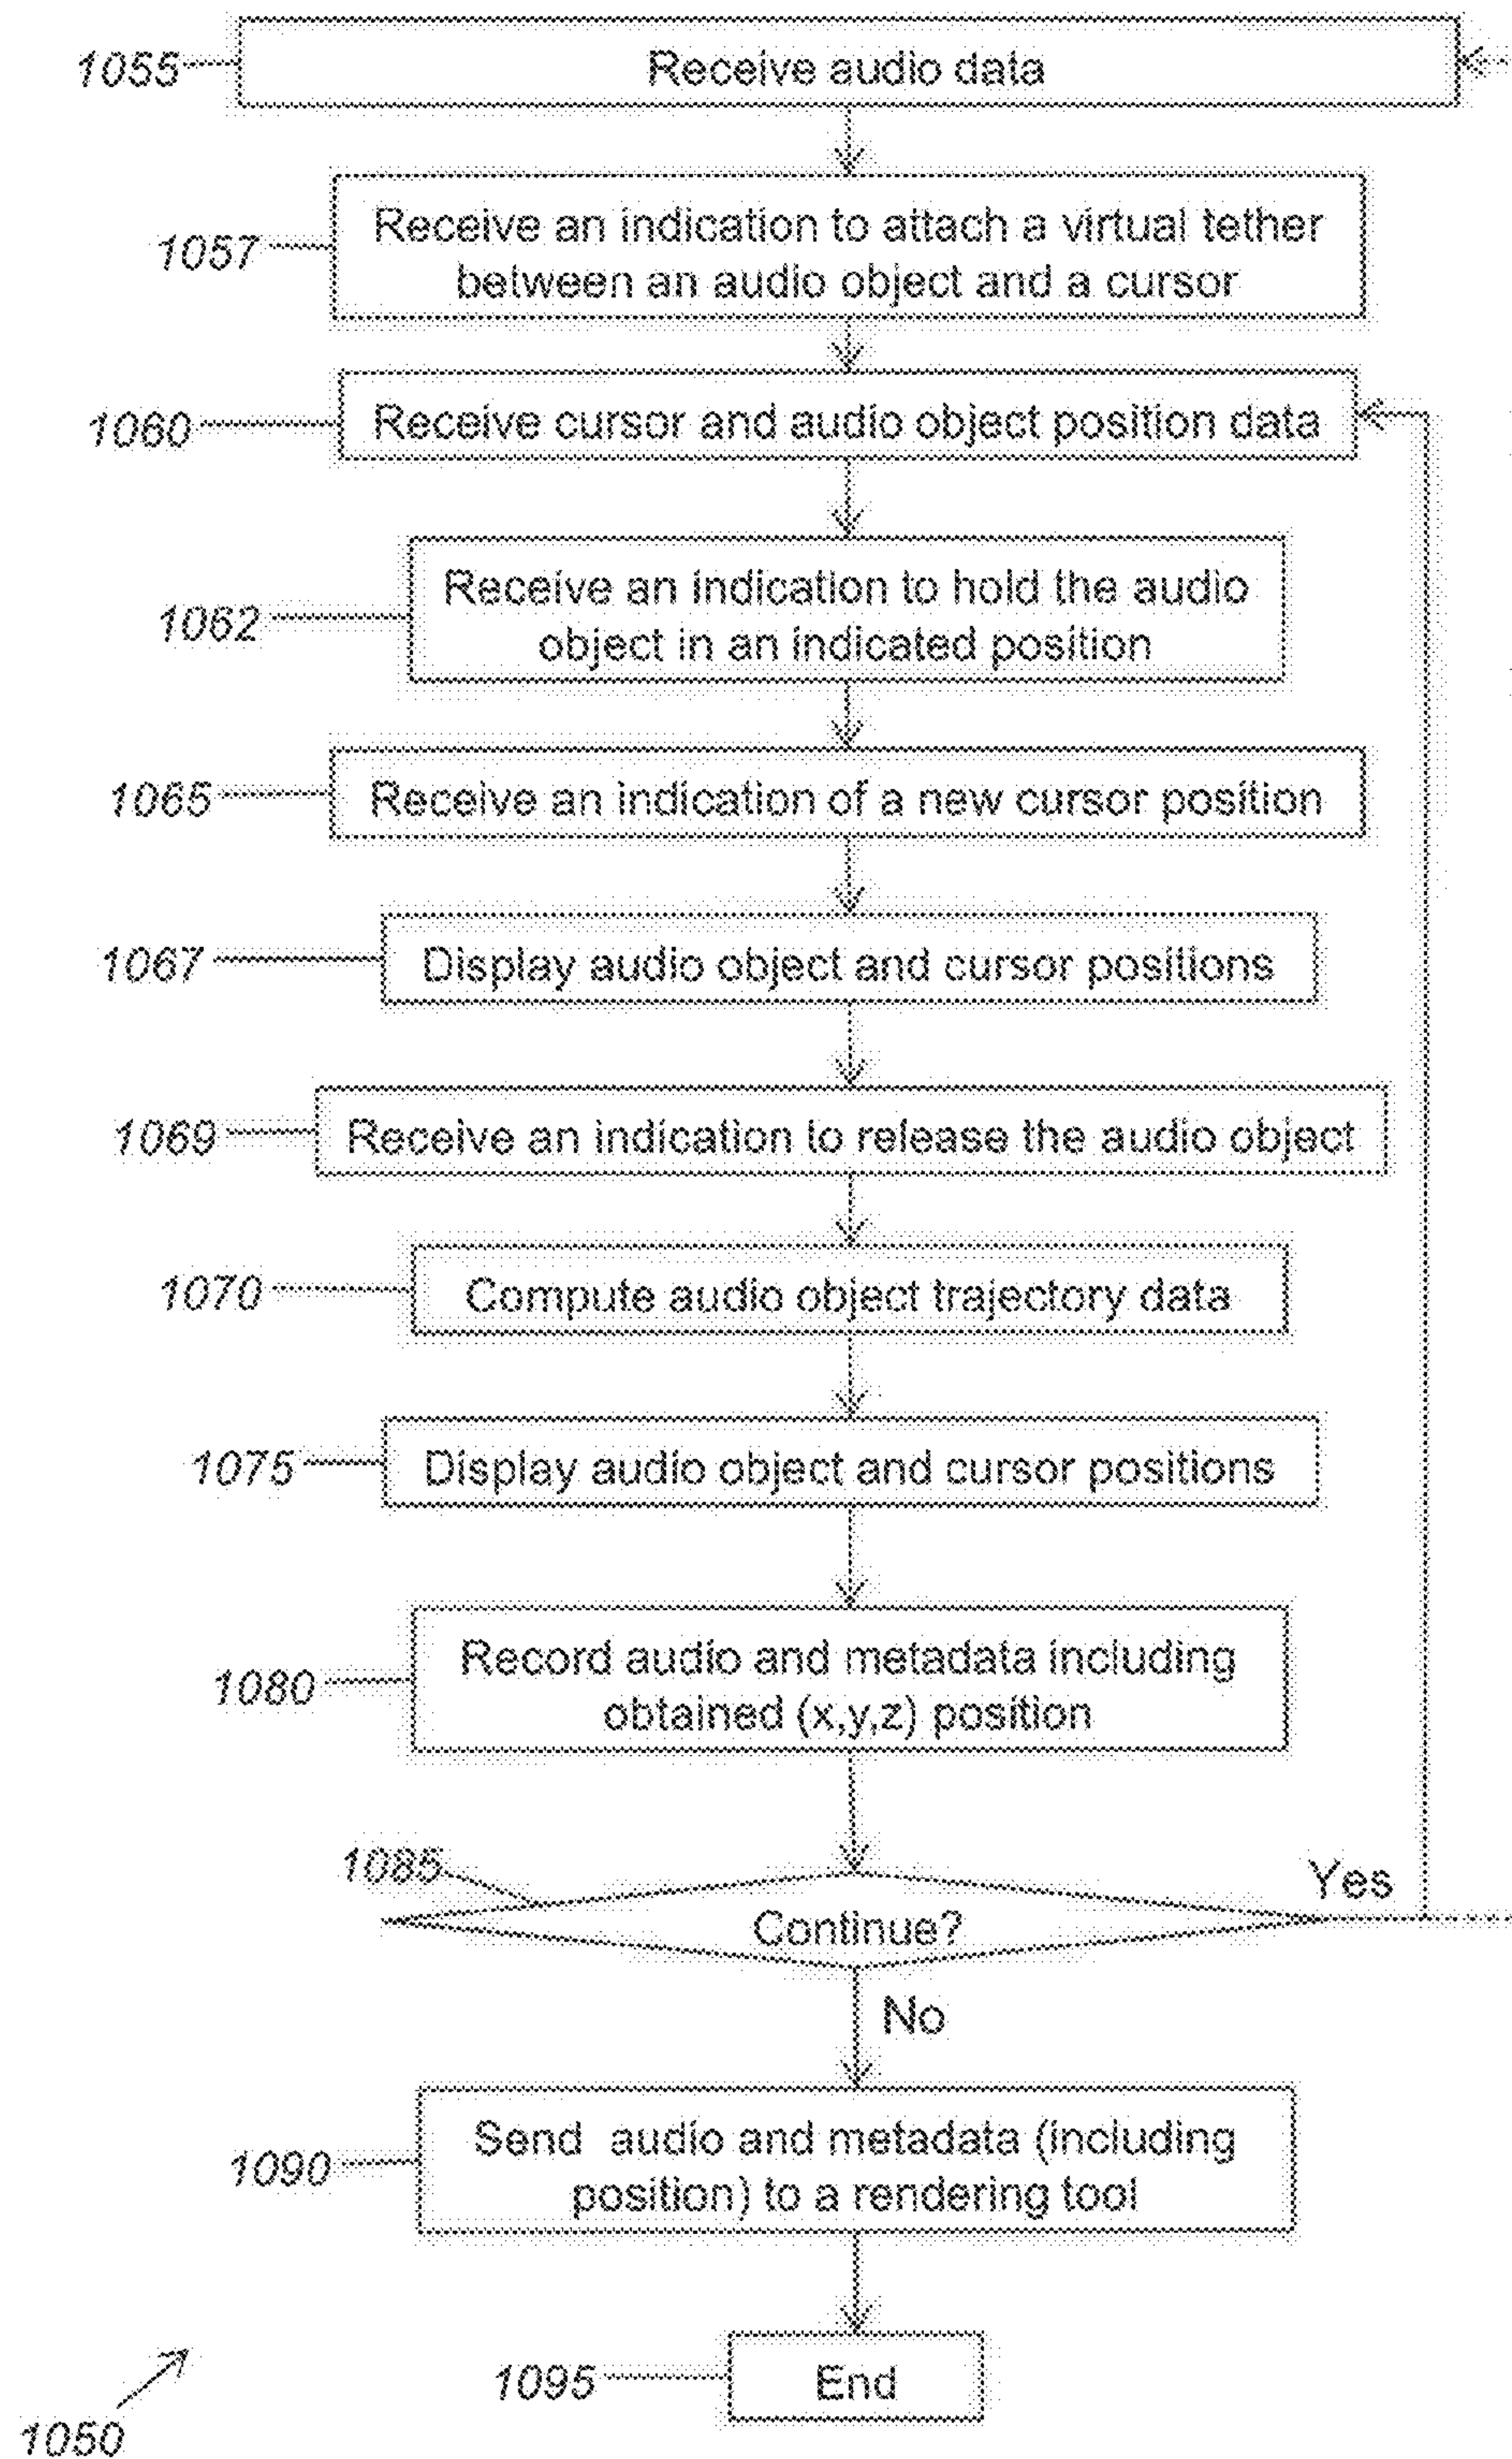 1055
Receive audio data
1057
Receive an indication to attach a virtual tether
between an audio object and a cursor
1060
Receive cursor and audio object position data
1062
Receive an indication to hold the audio
object in an indicated position
1065
Receive an indication of a new cursor position
1067
Display audio object and cursor positions
1069
Receive an indication to release the audio object
1070
Compute audio object trajectory data
1075
Display audio object and cursor positions
1080
Record audio and metadata including
obtained (x,y,z) position
1085
Continue?
Yes
No
1090
Send audio and metadata (including
position) to a rendering tool
1095
End
1050